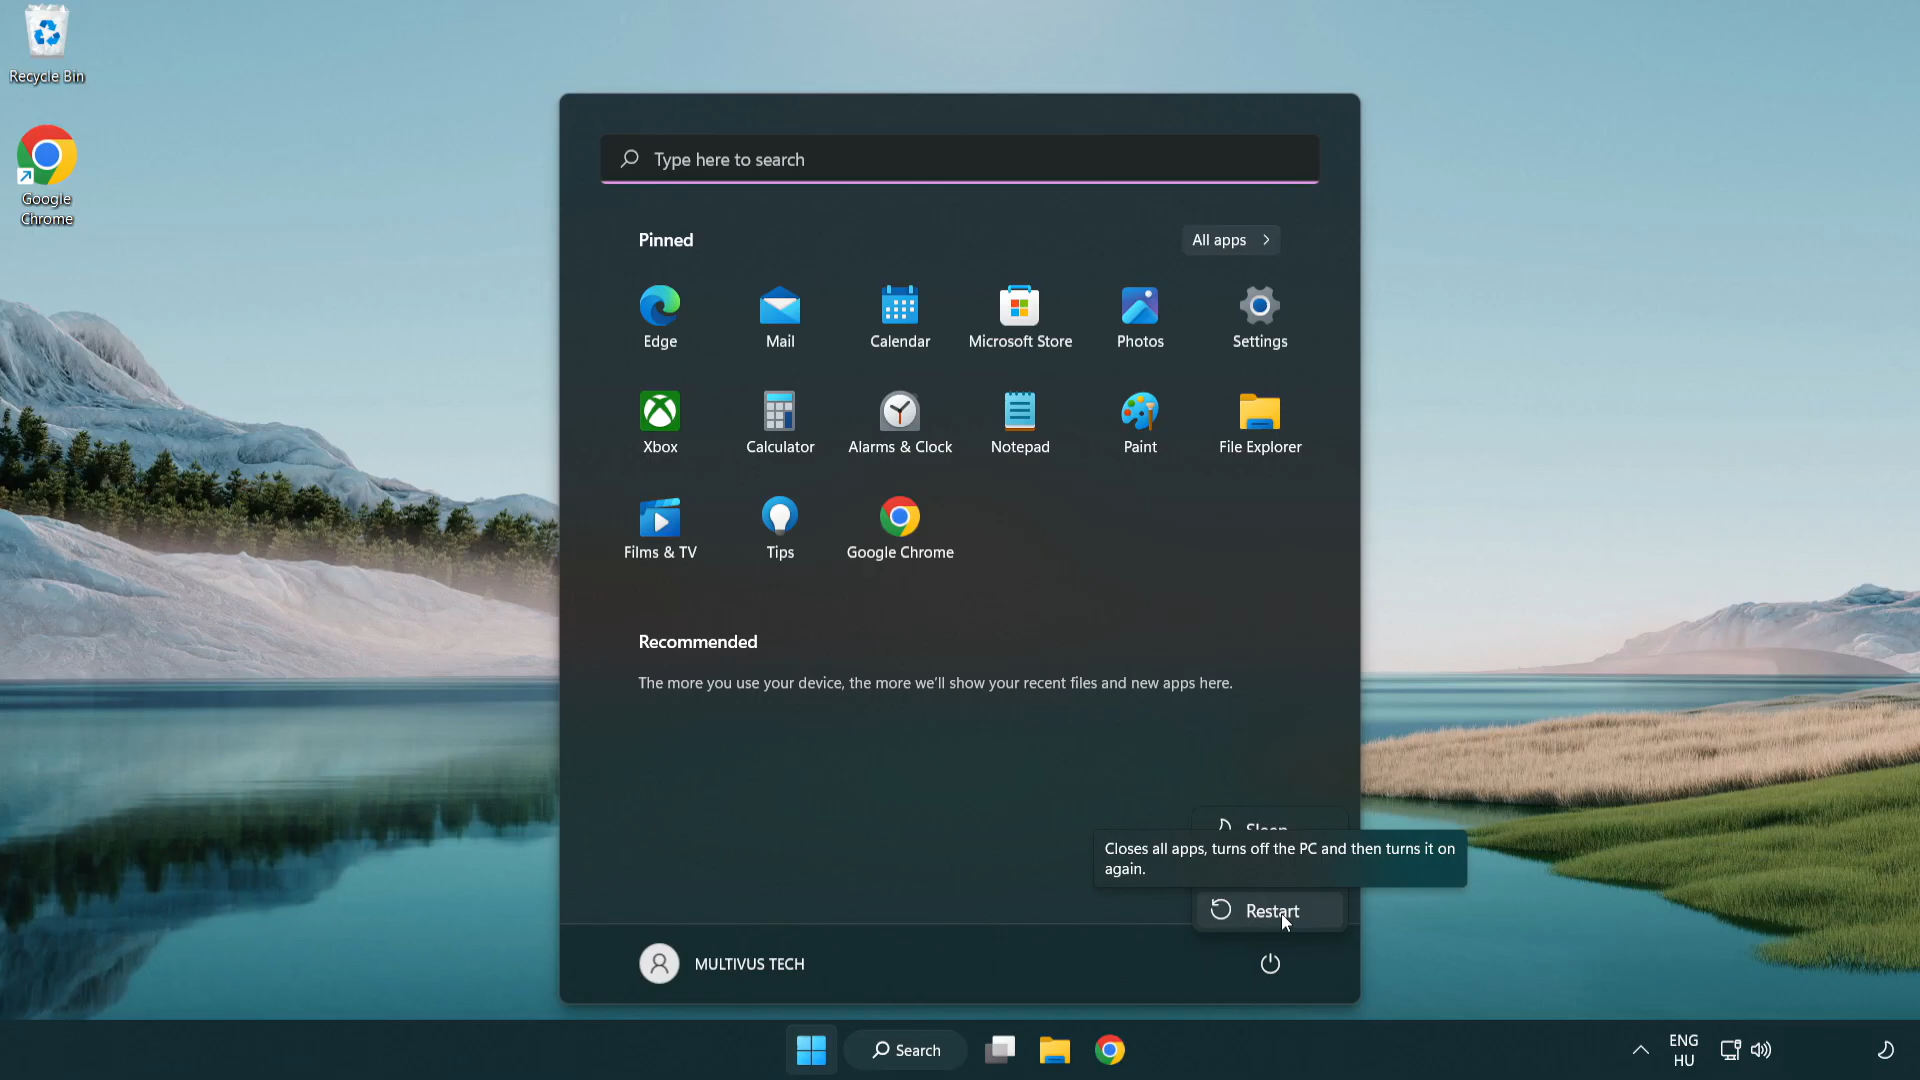 Recycle Bin
Google
Chrome
Type here to search
Pinned
All apps
Edge
Mail
Calendar
Microsoft Store
Photos
Settings
Xbox
Calculator
Alarms & Clock
Notepad
Paint
File Explorer
Films & TV
Tips
Google Chrome
Recommended
The more you use your device, the more we'll show your recent files and new apps here.
Sleep
Closes all apps, turns off the PC and then turns it on
again.
Restart
MULTIVUS TECH
Search
ENG
HU